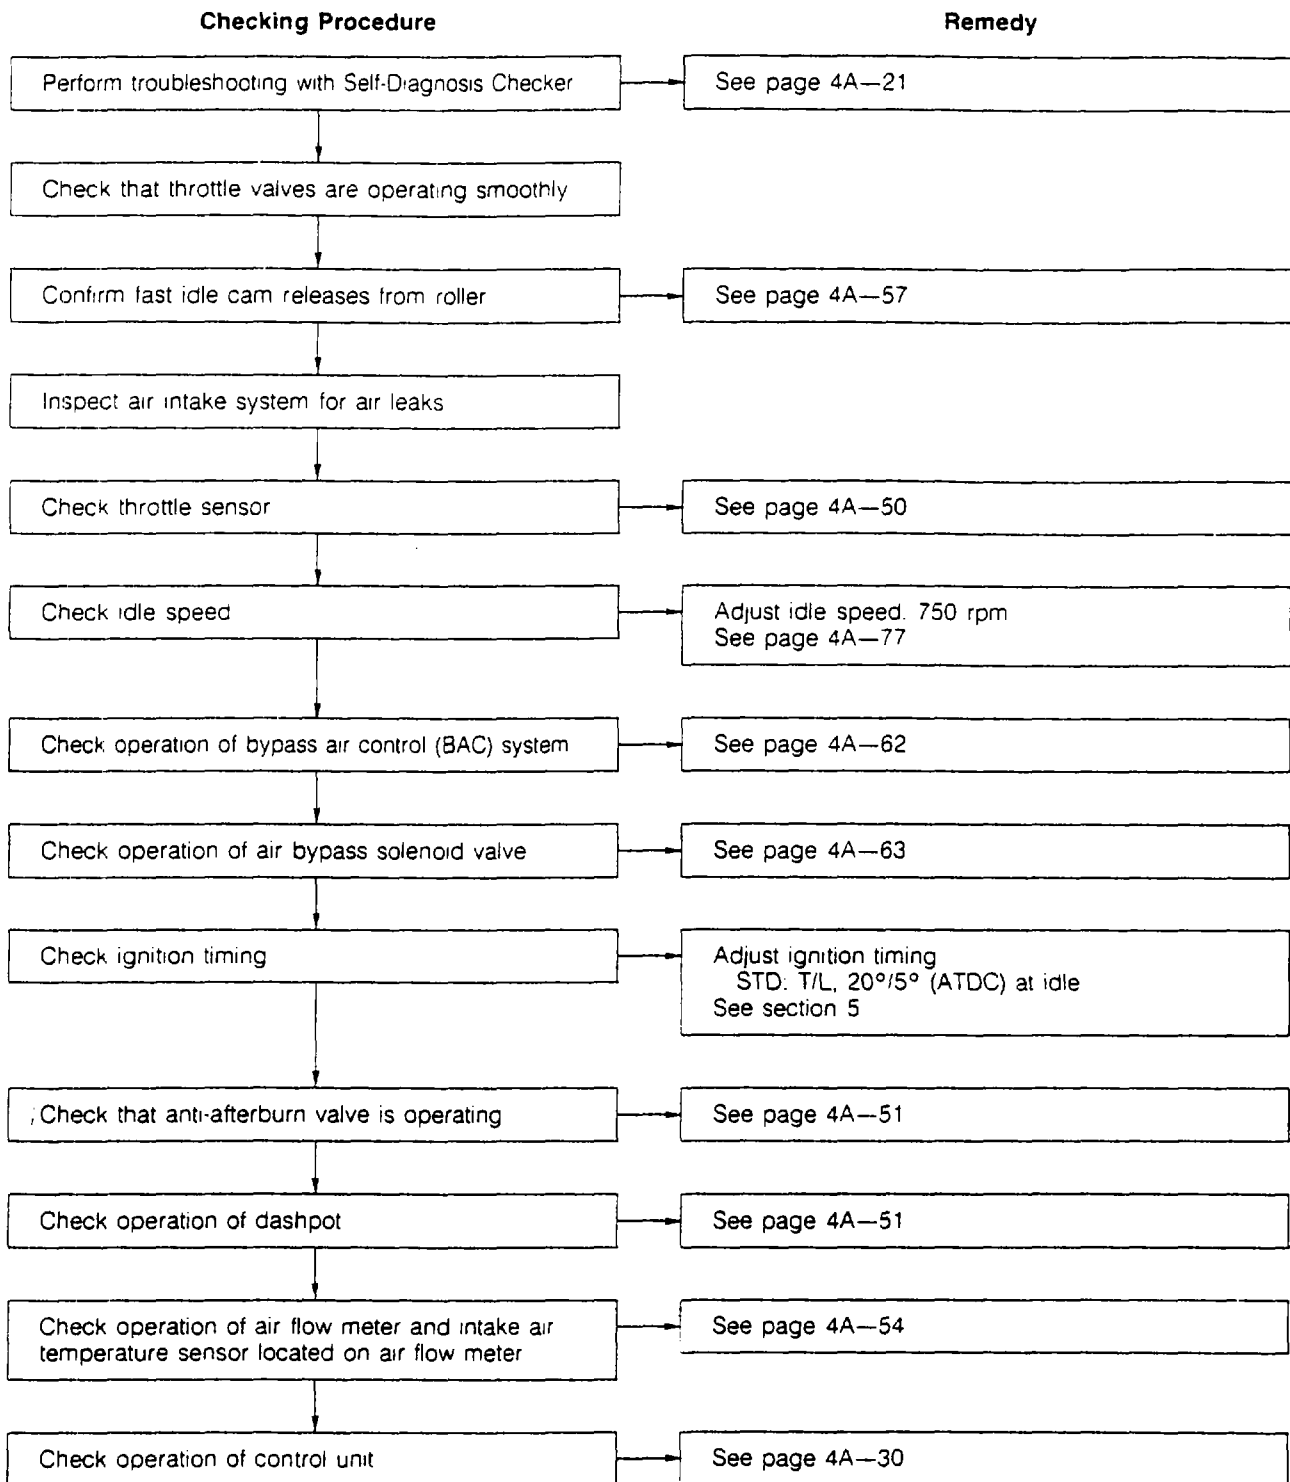 Checking Procedure
Remedy
Perform troubleshooting with Self-Diagnosis Checker
See page 4A—21
Check that throttle valves are operating smoothly
Confirm fast idle cam releases from roller
See page 4A—57
Inspect air intake system for air leaks
Check throttle sensor
See page 4A—50
Check idle speed
Adjust idle speed. 750 rpm
See page 4A—77
Check operation of bypass air control (BAC) system
See page 4A—62
Check operation of air bypass solenoid valve
See page 4A—63
Check ignition timing
Adjust ignition timing
STD: T/L, 20°/5° (ATDC) at idle
See section 5
Check that anti-afterburn valve is operating
See page 4A—51
Check operation of dashpot
See page 4A—51
Check operation of air flow meter and intake air
temperature sensor located on air flow meter
See page 4A—54
Check operation of control unit
See page 4A—30